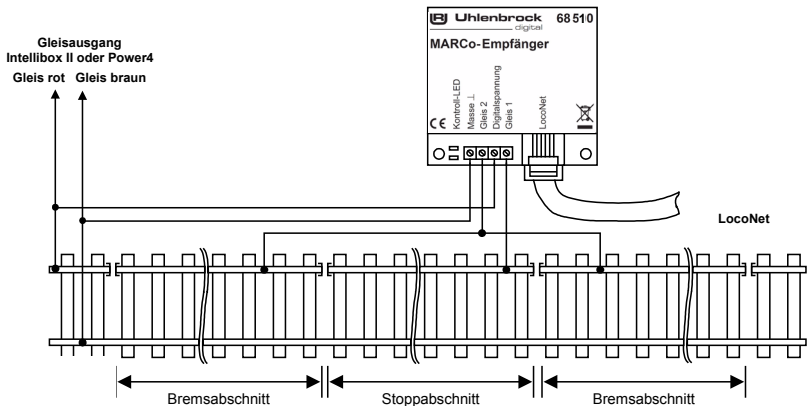 Gleisausgang
Intellibox II oder Power4
Gleis rot Gleis braun
Uhlenbrock 68 510
digital
MARCo-Empfänger
Kontroll-LED
Masse ⊥
Gleis 2
Digitalspannung
Gleis 1
LocoNet
CE
LocoNet
Bremsabschnitt Stoppabschnitt Bremsabschnitt